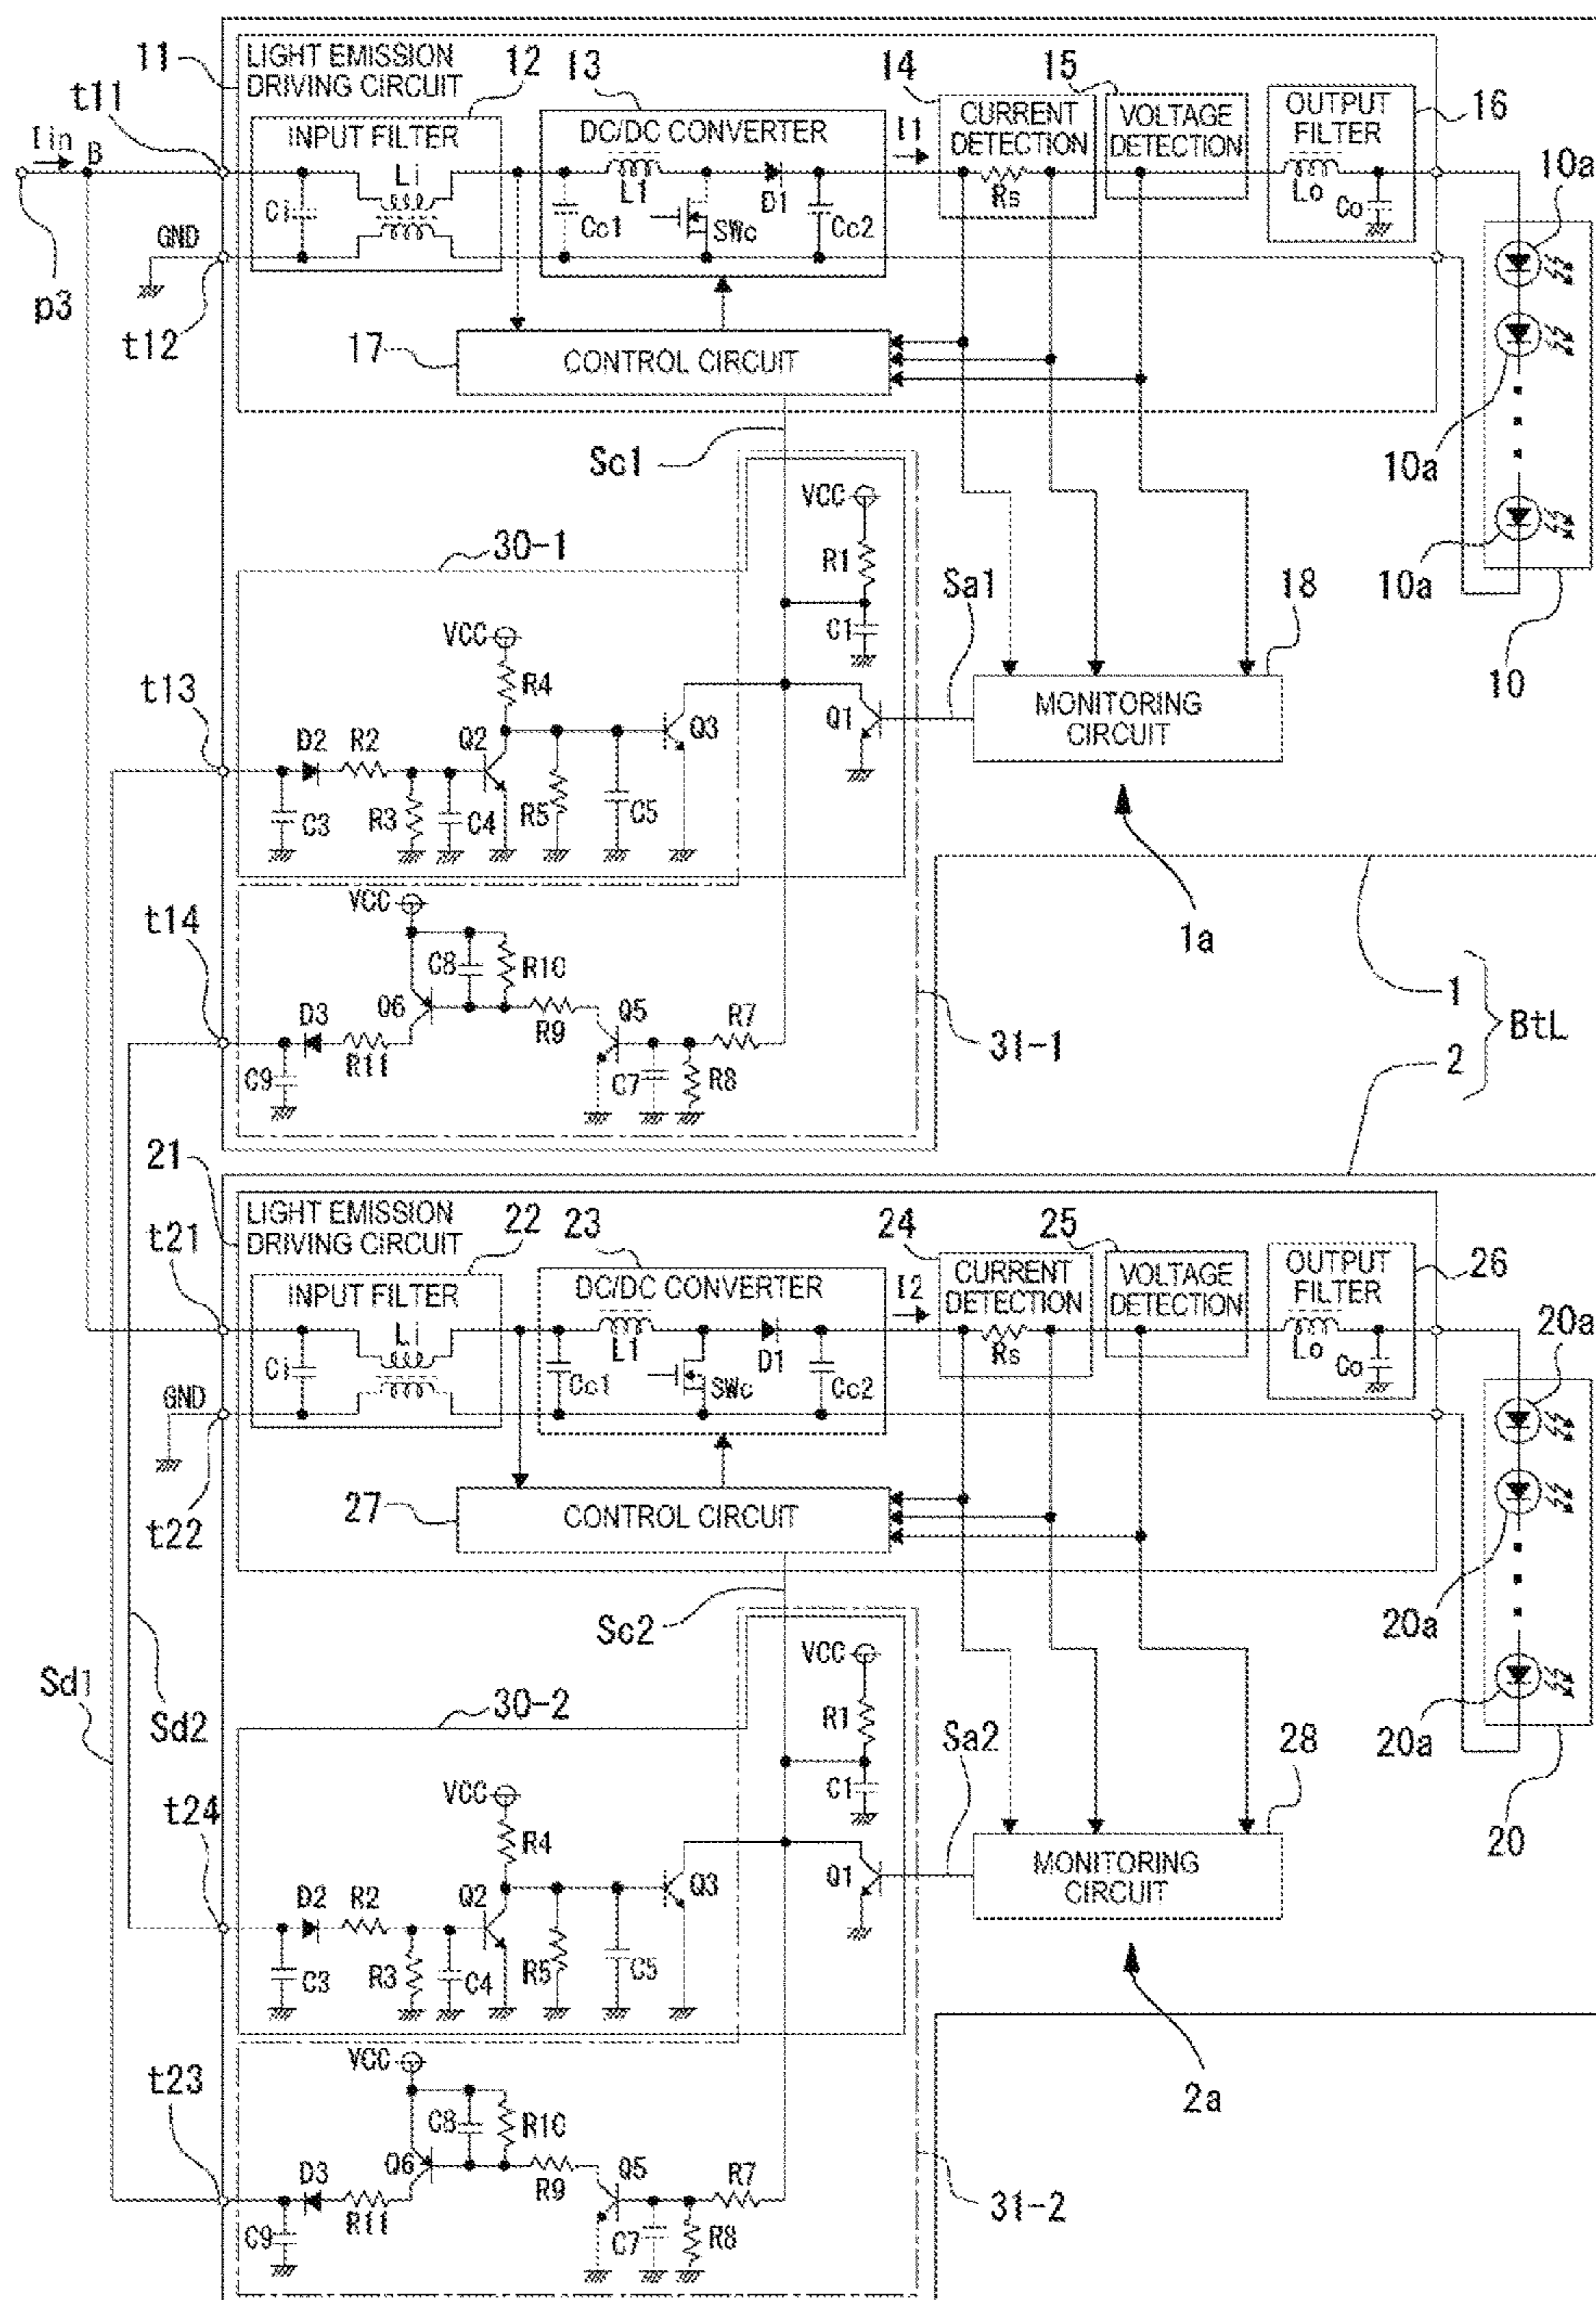 11
LIGHT EMISSION
DRIVING CIRCUIT
12
13
14
15
16
t11
Iin
B
INPUT FILTER
DC/DC CONVERTER
I1
CURRENT
DETECTION
VOLTAGE
DETECTION
OUTPUT
FILTER
10a
Ci
Li
Cc1
L1
SWc
D1
Cc2
Rs
Lo
Co
10a
GND
p3
t12
17
CONTROL CIRCUIT
Sc1
10a
VCC
R1
C1
30-1
Sa1
18
10a
10
VCC
R4
t13
D2
R2
Q2
Q3
Q1
MONITORING
CIRCUIT
C3
R3
C4
R5
C5
1a
VCC
t14
C8
R10
Q6
Q5
R7
D3
R11
R9
C9
C7
R8
31-1
1
2
BtL
21
LIGHT EMISSION
DRIVING CIRCUIT
22
23
24
25
26
t21
INPUT FILTER
DC/DC CONVERTER
I2
CURRENT
DETECTION
VOLTAGE
DETECTION
OUTPUT
FILTER
20a
Ci
Li
Cc1
L1
SWc
D1
Cc2
Rs
Lo
Co
GND
t22
27
CONTROL CIRCUIT
Sc2
20a
VCC
R1
C1
Sd1
Sd2
30-2
Sa2
28
20a
20
VCC
R4
t24
D2
R2
Q2
Q3
Q1
MONITORING
CIRCUIT
C3
R3
C4
R5
C5
2a
VCC
t23
C8
R10
Q6
Q5
R7
D3
R11
R9
C9
C7
R8
31-2